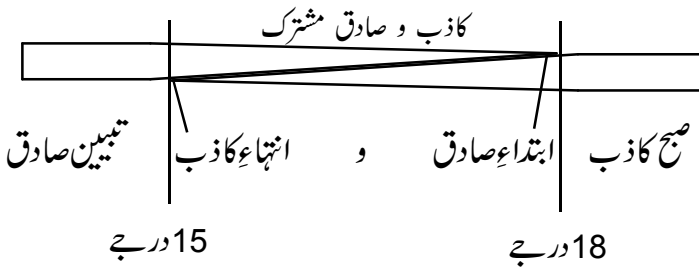 کاذب و صادق مشترک
صبح کاذب ابتداءِ صادق و انتہاءِ کاذب تبیین صادق
18 درجے 15 درجے